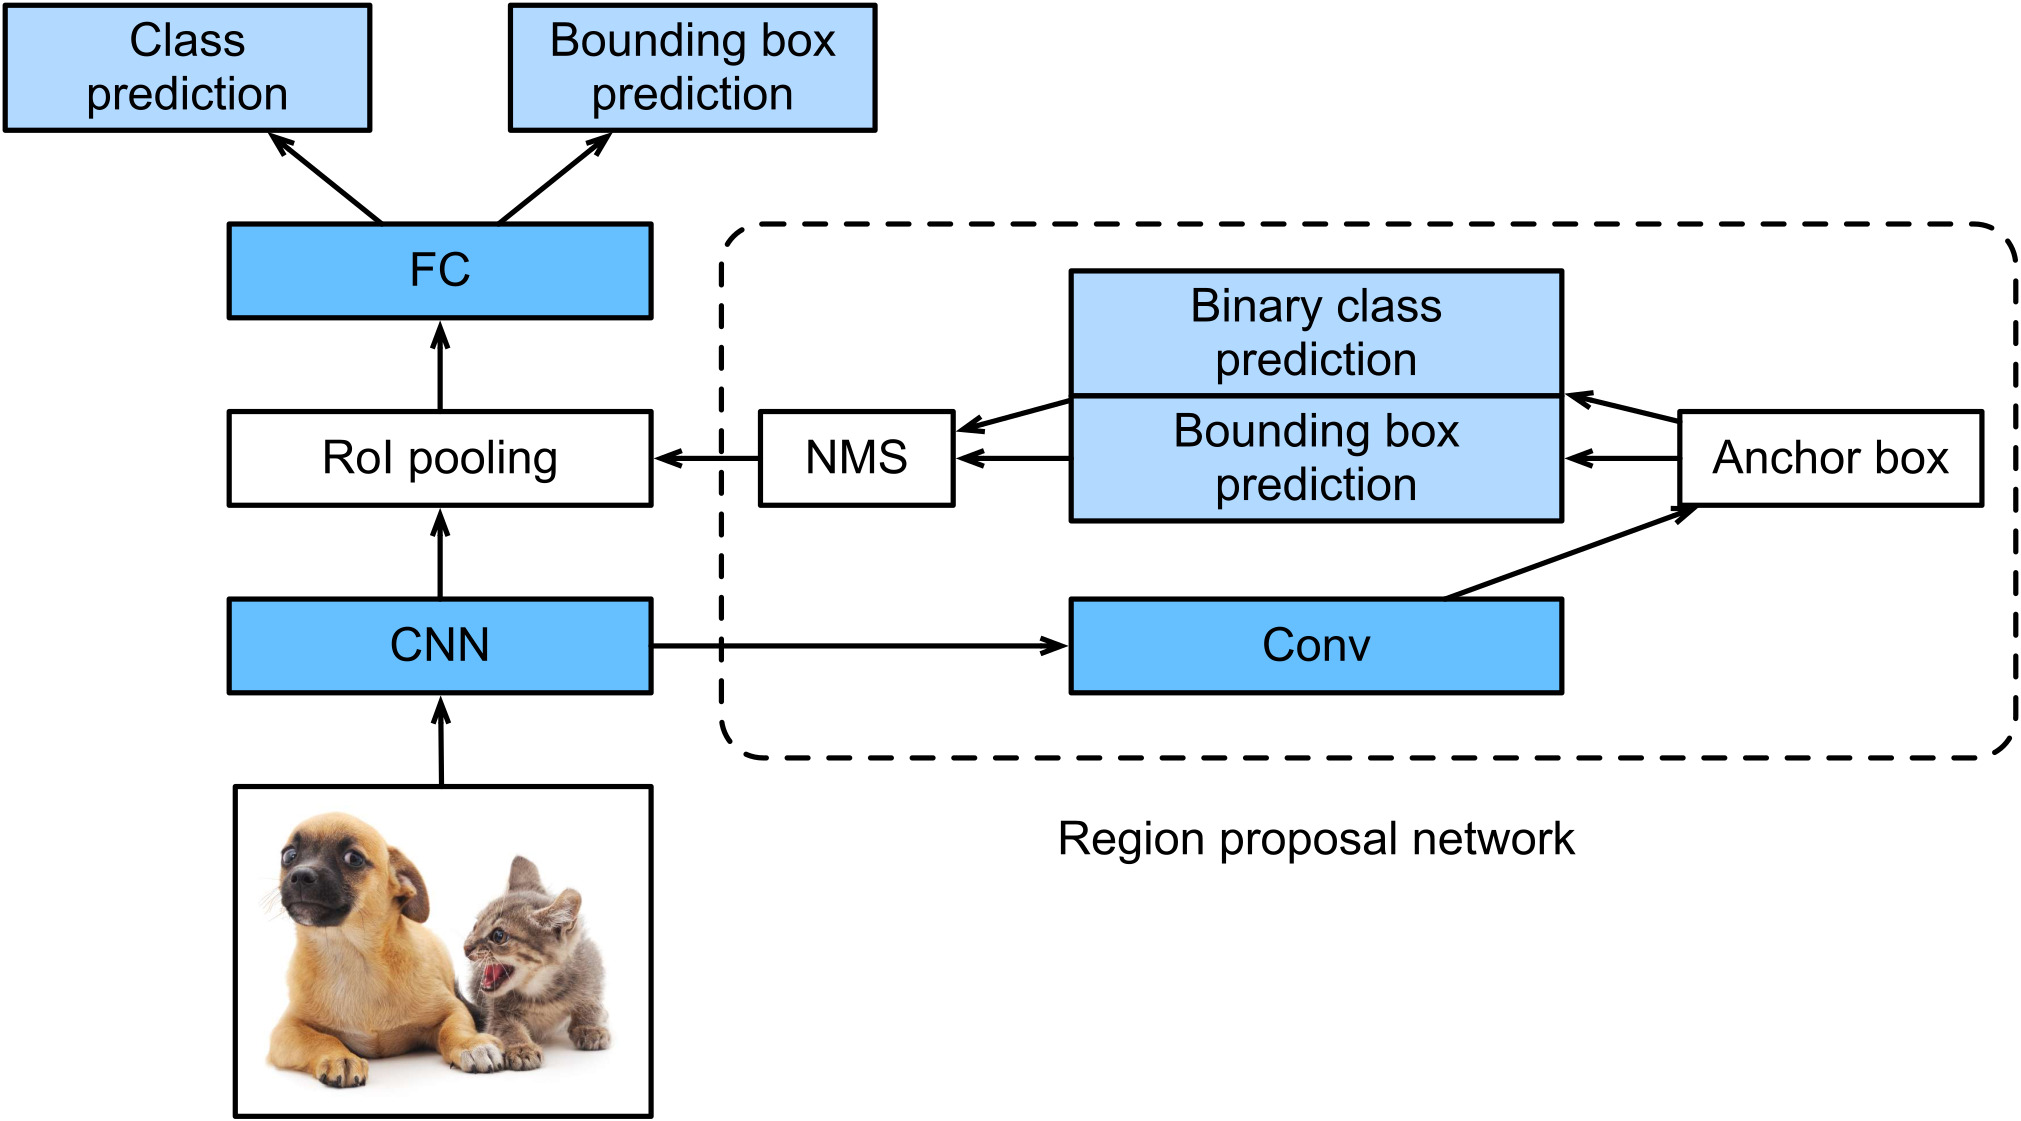 Class
prediction
Bounding box
prediction
FC
Binary class
prediction
RoI pooling
NMS
Bounding box
prediction
Anchor box
CNN
Conv
Region proposal network